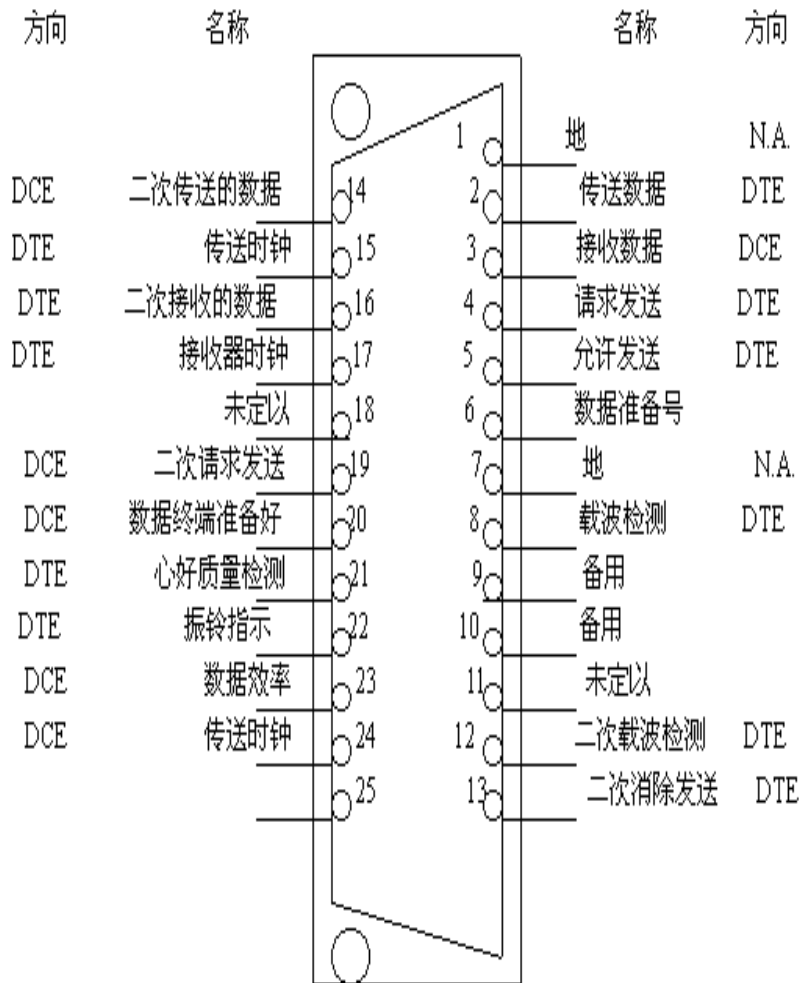 方向 名称 名称 方向
1 地 N.A.
DCE 二次传送的数据 14 2 传送数据 DTE
DTE 传送时钟 15 3 接收数据 DCE
DTE 二次接收的数据 16 4 请求发送 DTE
DTE 接收器时钟 17 5 允许发送 DTE
未定以 18 6 数据准备号
DCE 二次请求发送 19 7 地 N.A.
DCE 数据终端准备好 20 8 载波检测 DTE
DTE 心好质量检测 21 9 备用
DTE 振铃指示 22 10 备用
DCE 数据效率 23 11 未定以
DCE 传送时钟 24 12 二次载波检测 DTE
25 13 二次消除发送 DTE